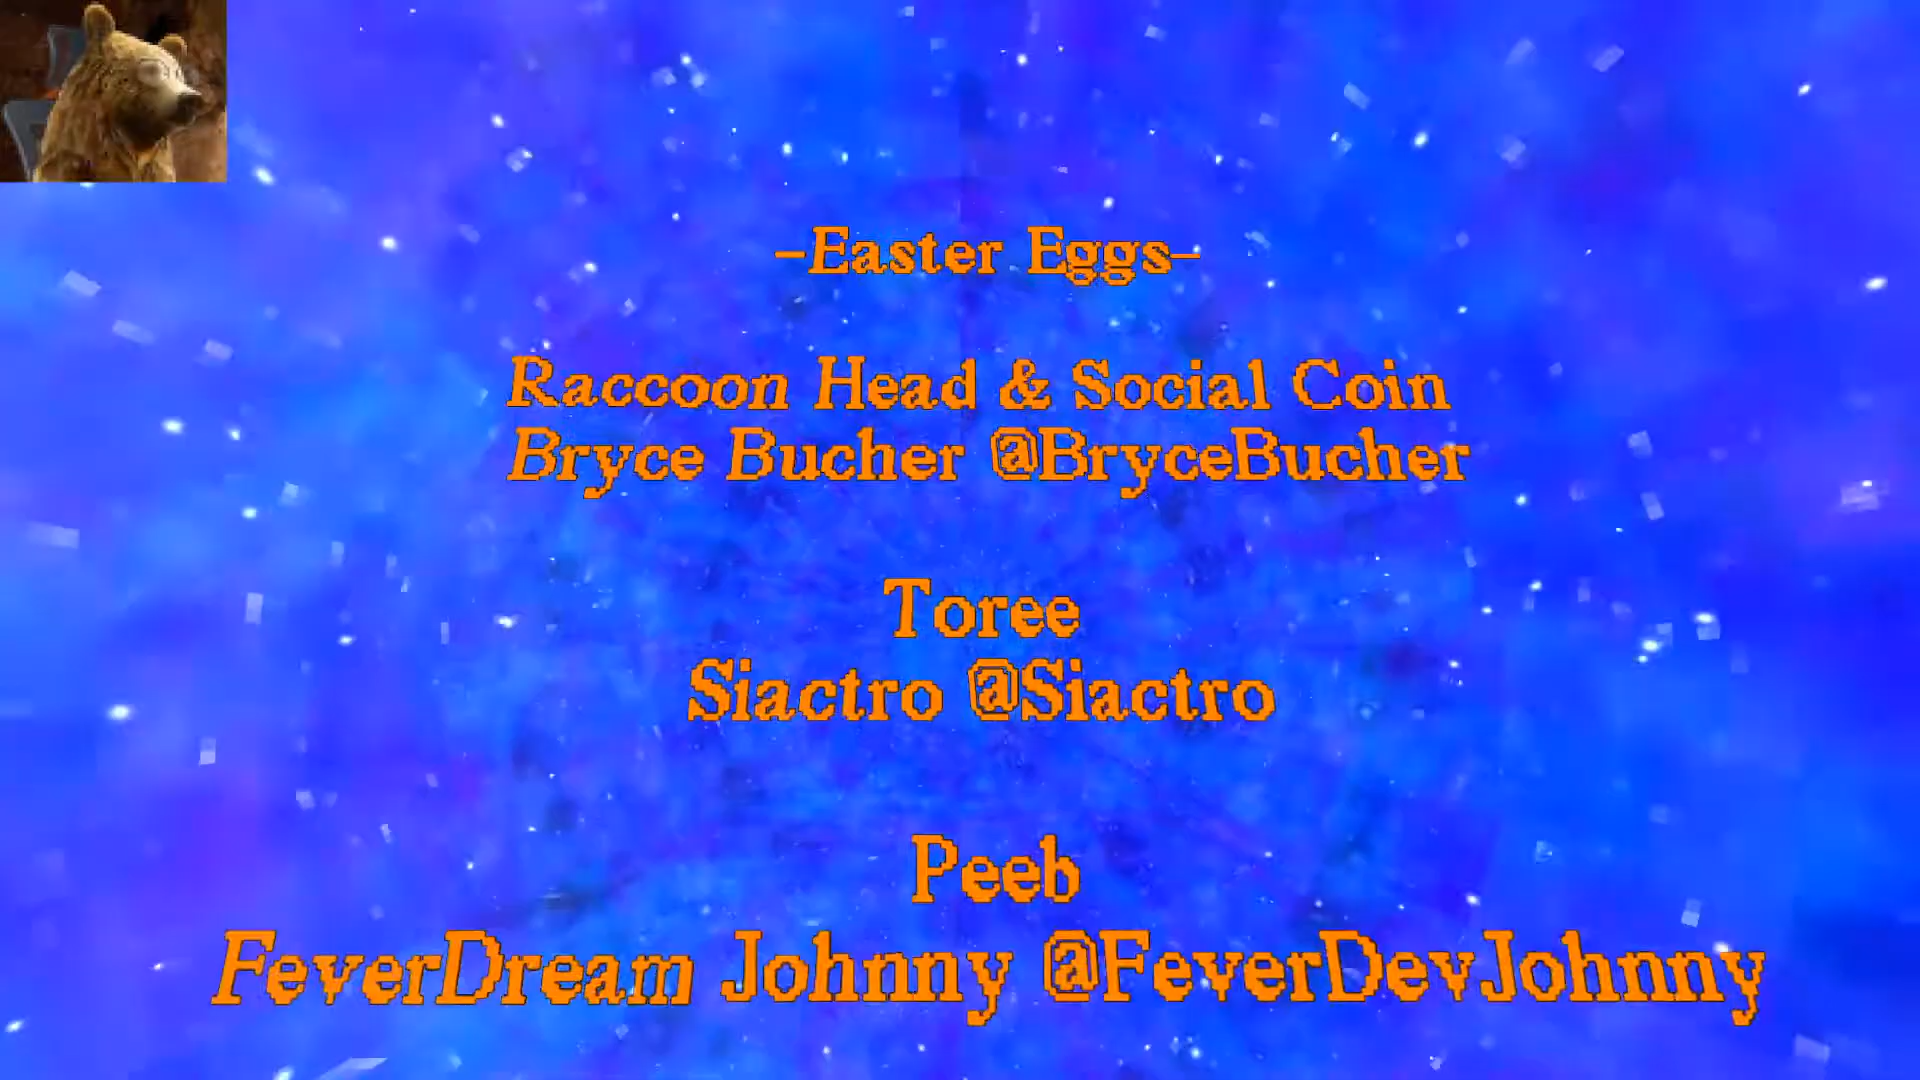 -Easter Eggs-
Raccoon Head & Social Coin
Bryce Bucher @BryceBucher
Toree
Siactro @Siactro
Peeb
FeverDream Johnny @FeverDevJohnny